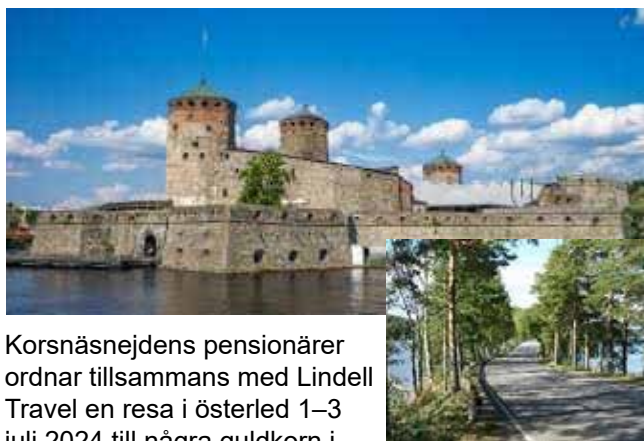 Korsnäsnejdens pensionärer
ordnar tillsammans med Lindell
Travel en resa i österled 1–3
juli 2024 till några guldkorn i